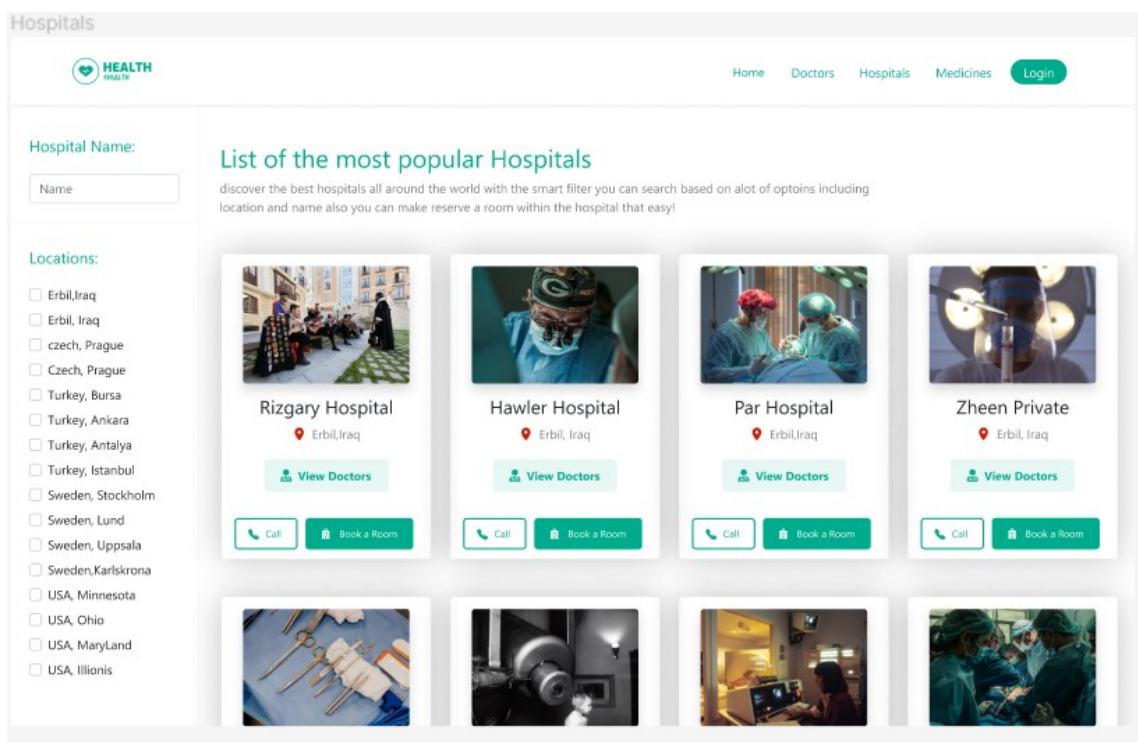 Hospitals
HEALTH
4HEALTH
Home Doctors Hospitals Medicines Login
Hospital Name:
Name
Locations:
Erbil,Iraq
Erbil, Iraq
czech, Prague
Czech, Prague
Turkey, Bursa
Turkey, Ankara
Turkey, Antalya
Turkey, Istanbul
Sweden, Stockholm
Sweden, Lund
Sweden, Uppsala
Sweden,Karlskrona
USA, Minnesota
USA, Ohio
USA, MaryLand
USA, Illionis
List of the most popular Hospitals
discover the best hospitals all around the world with the smart filter you can search based on alot of optoins including
location and name also you can make reserve a room within the hospital that easy!
Rizgary Hospital
Erbil,Iraq
View Doctors
Call Book a Room
Hawler Hospital
Erbil, Iraq
View Doctors
Call Book a Room
Par Hospital
Erbil,Iraq
View Doctors
Call Book a Room
Zheen Private
Erbil, Iraq
View Doctors
Call Book a Room